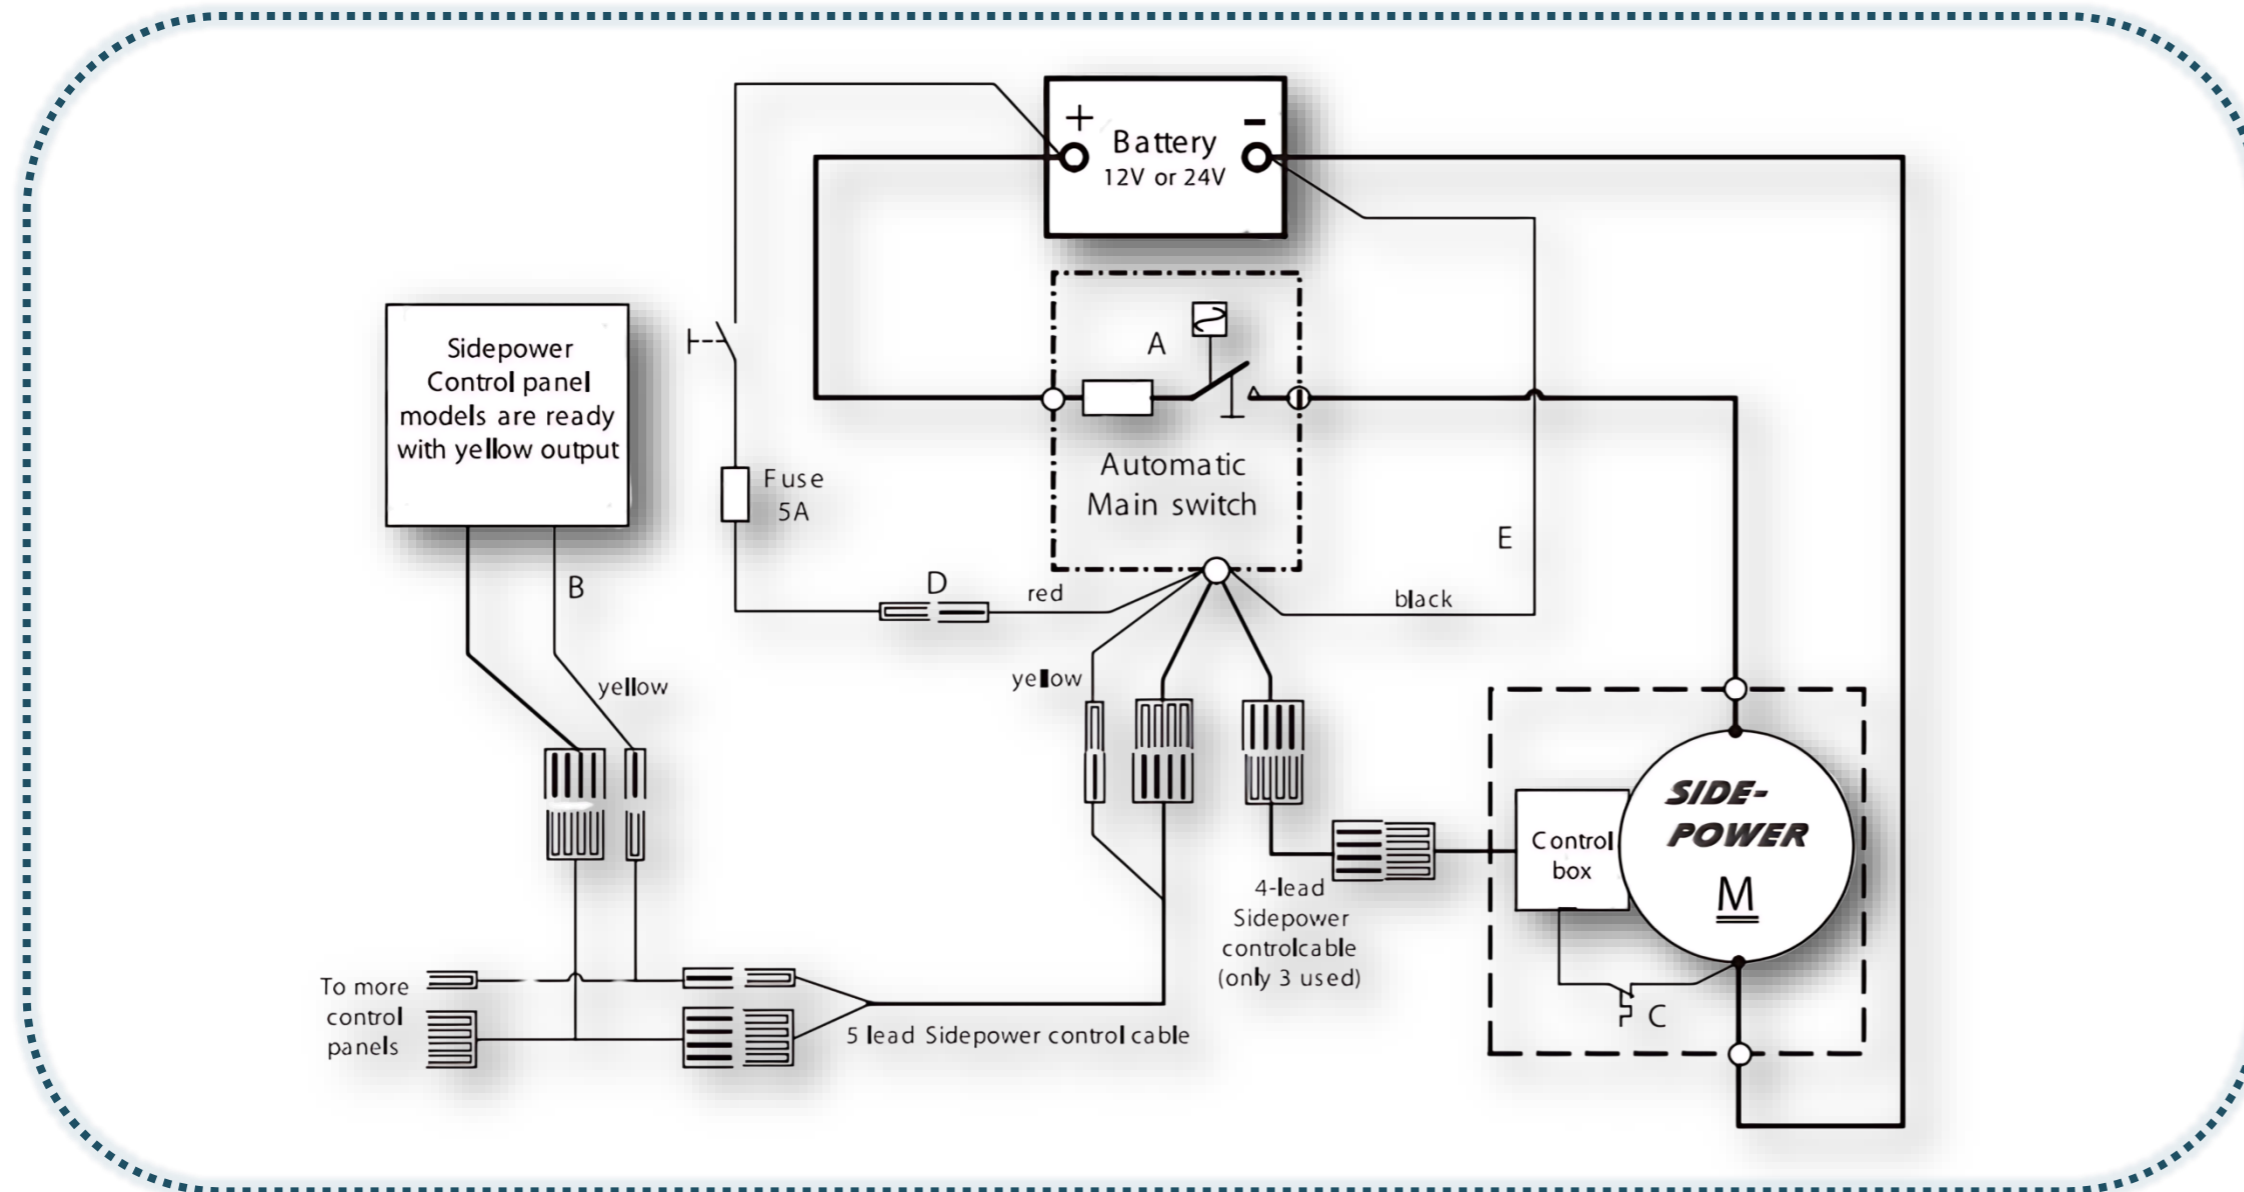 +
-
Battery
12V or 24V
Sidepower
Control panel
models are ready
with yellow output
A
Automatic
Main switch
Fuse
5A
E
B
D
red
black
yellow
yellow
SIDE-
POWER
M
Control
box
C
4-lead
Sidepower
controlcable
(only 3 used)
To more
control
panels
5 lead Sidepower control cable